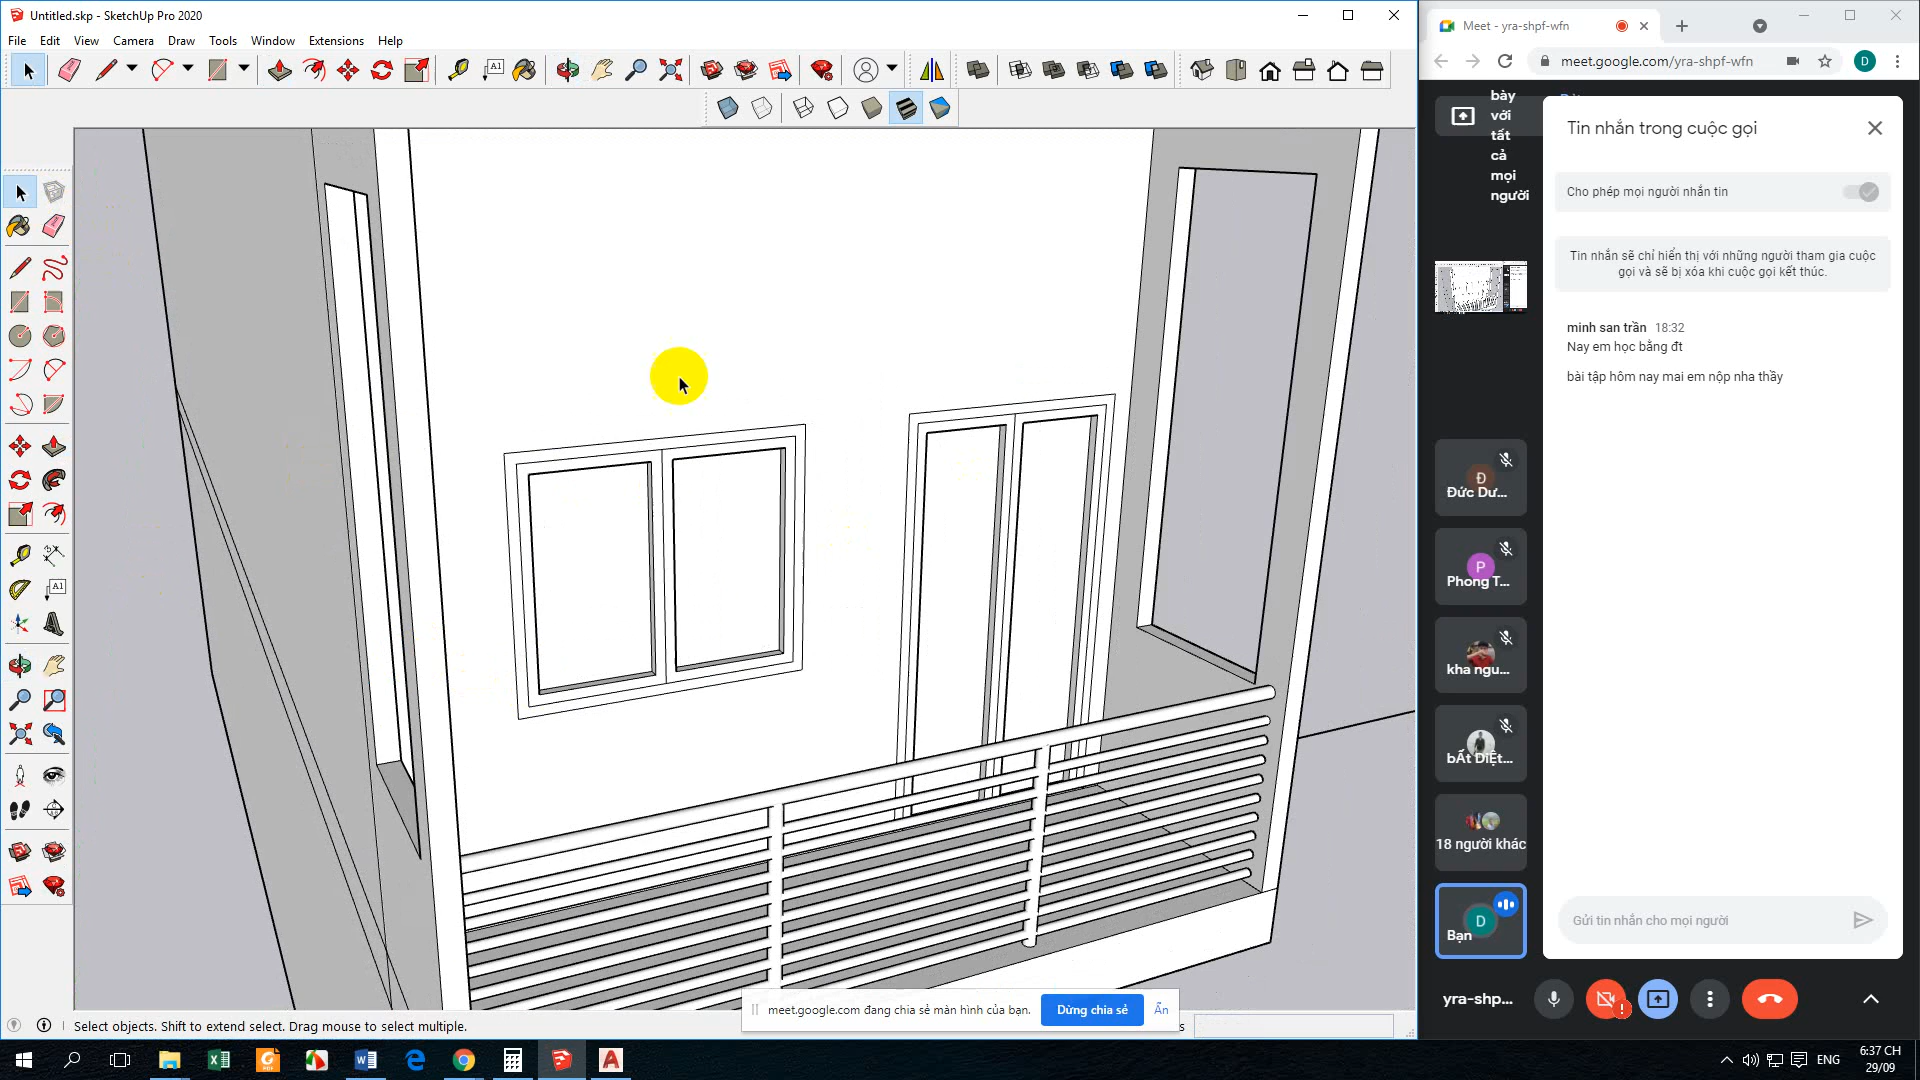 Untitled.skp - SketchUp Pro 2020
File Edit View Camera Draw Tools Window Extensions Help
A1
A1
Select objects. Shift to extend select. Drag mouse to select multiple.
meet.google.com đang chia sẻ màn hình của bạn.
Dừng chia sẻ
Ẩn
Meet - yra-shpf-wfn
meet.google.com/yra-shpf-wfn
D
bày
với
tất
cả
mọi
người
Tin nhắn trong cuộc gọi
Cho phép mọi người nhắn tin
Tin nhắn sẽ chỉ hiển thị với những người tham gia cuộc
gọi và sẽ bị xóa khi cuộc gọi kết thúc.
minh san trần 18:32
Nay em học bằng đt
bài tập hôm nay mai em nộp nha thầy
Đ
Đức Dư...
P
Phong T...
kha ngu...
bẤt DiỆt...
18 người khác
D
Bạn
Gửi tin nhắn cho mọi người
yra-shp...
ENG
6:37 CH
29/09